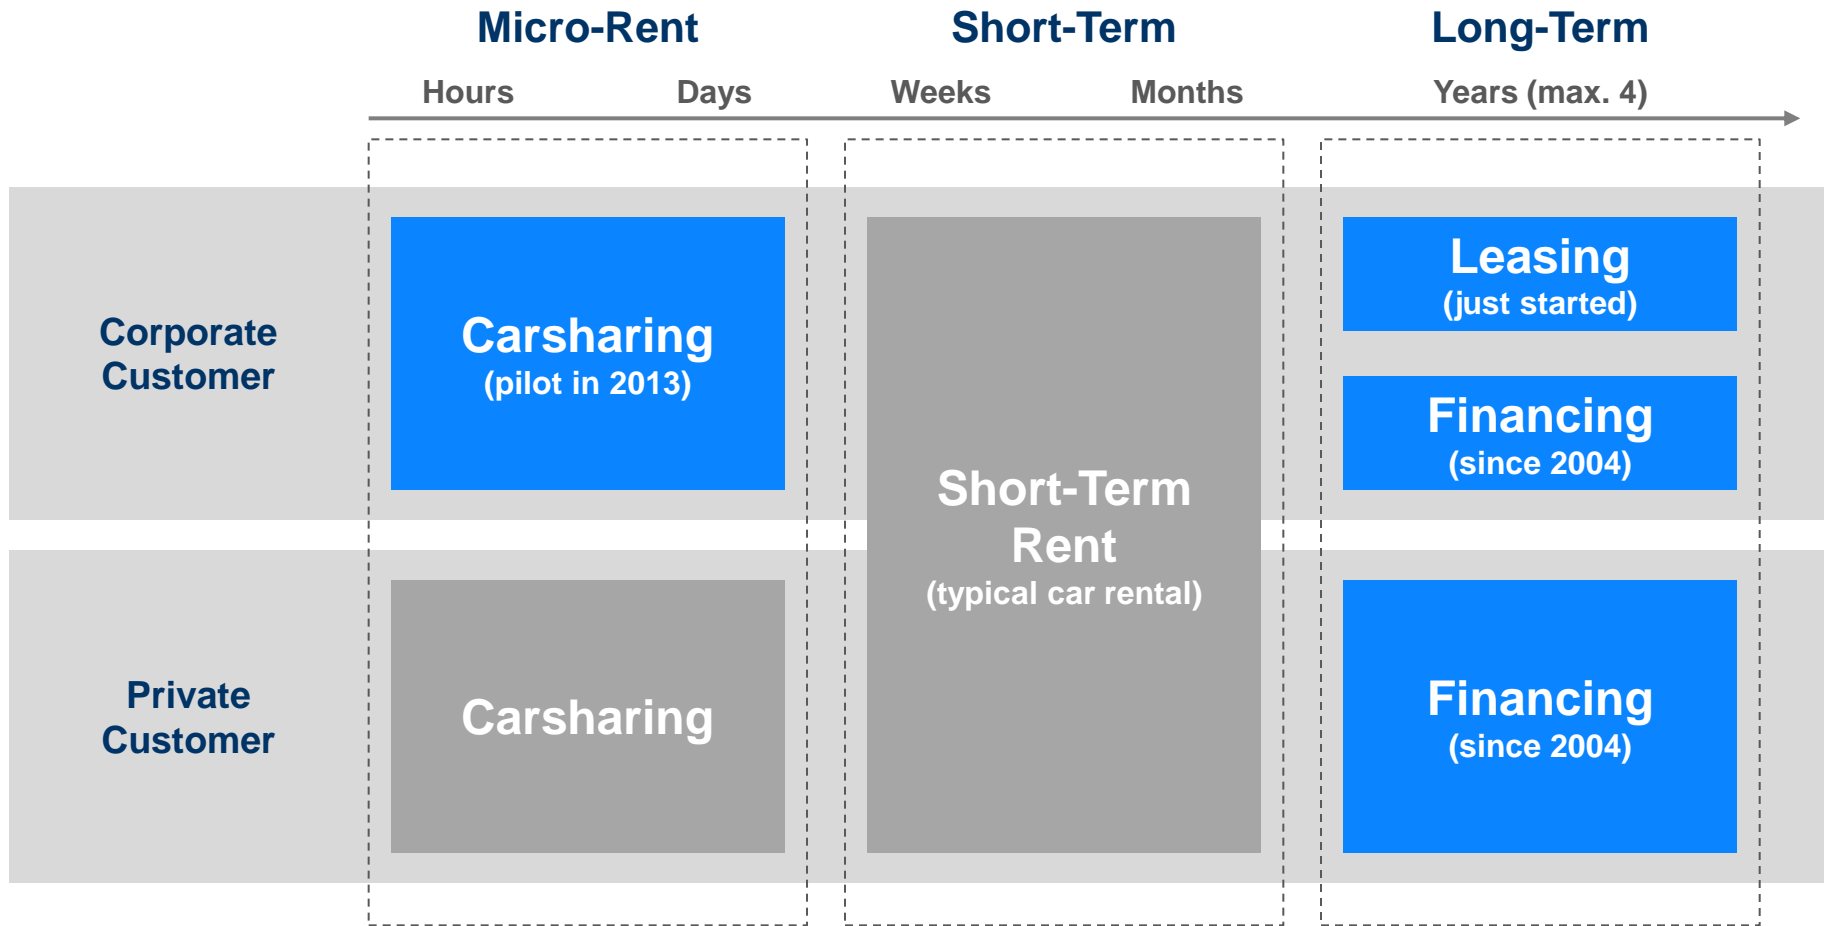 Micro-Rent
Short-Term
Long-Term
Hours
Days
Weeks
Months
Years (max. 4)
Corporate
Customer
Carsharing
(pilot in 2013)
Leasing
(just started)
Financing
(since 2004)
Short-Term
Rent
(typical car rental)
Private
Customer
Carsharing
Financing
(since 2004)